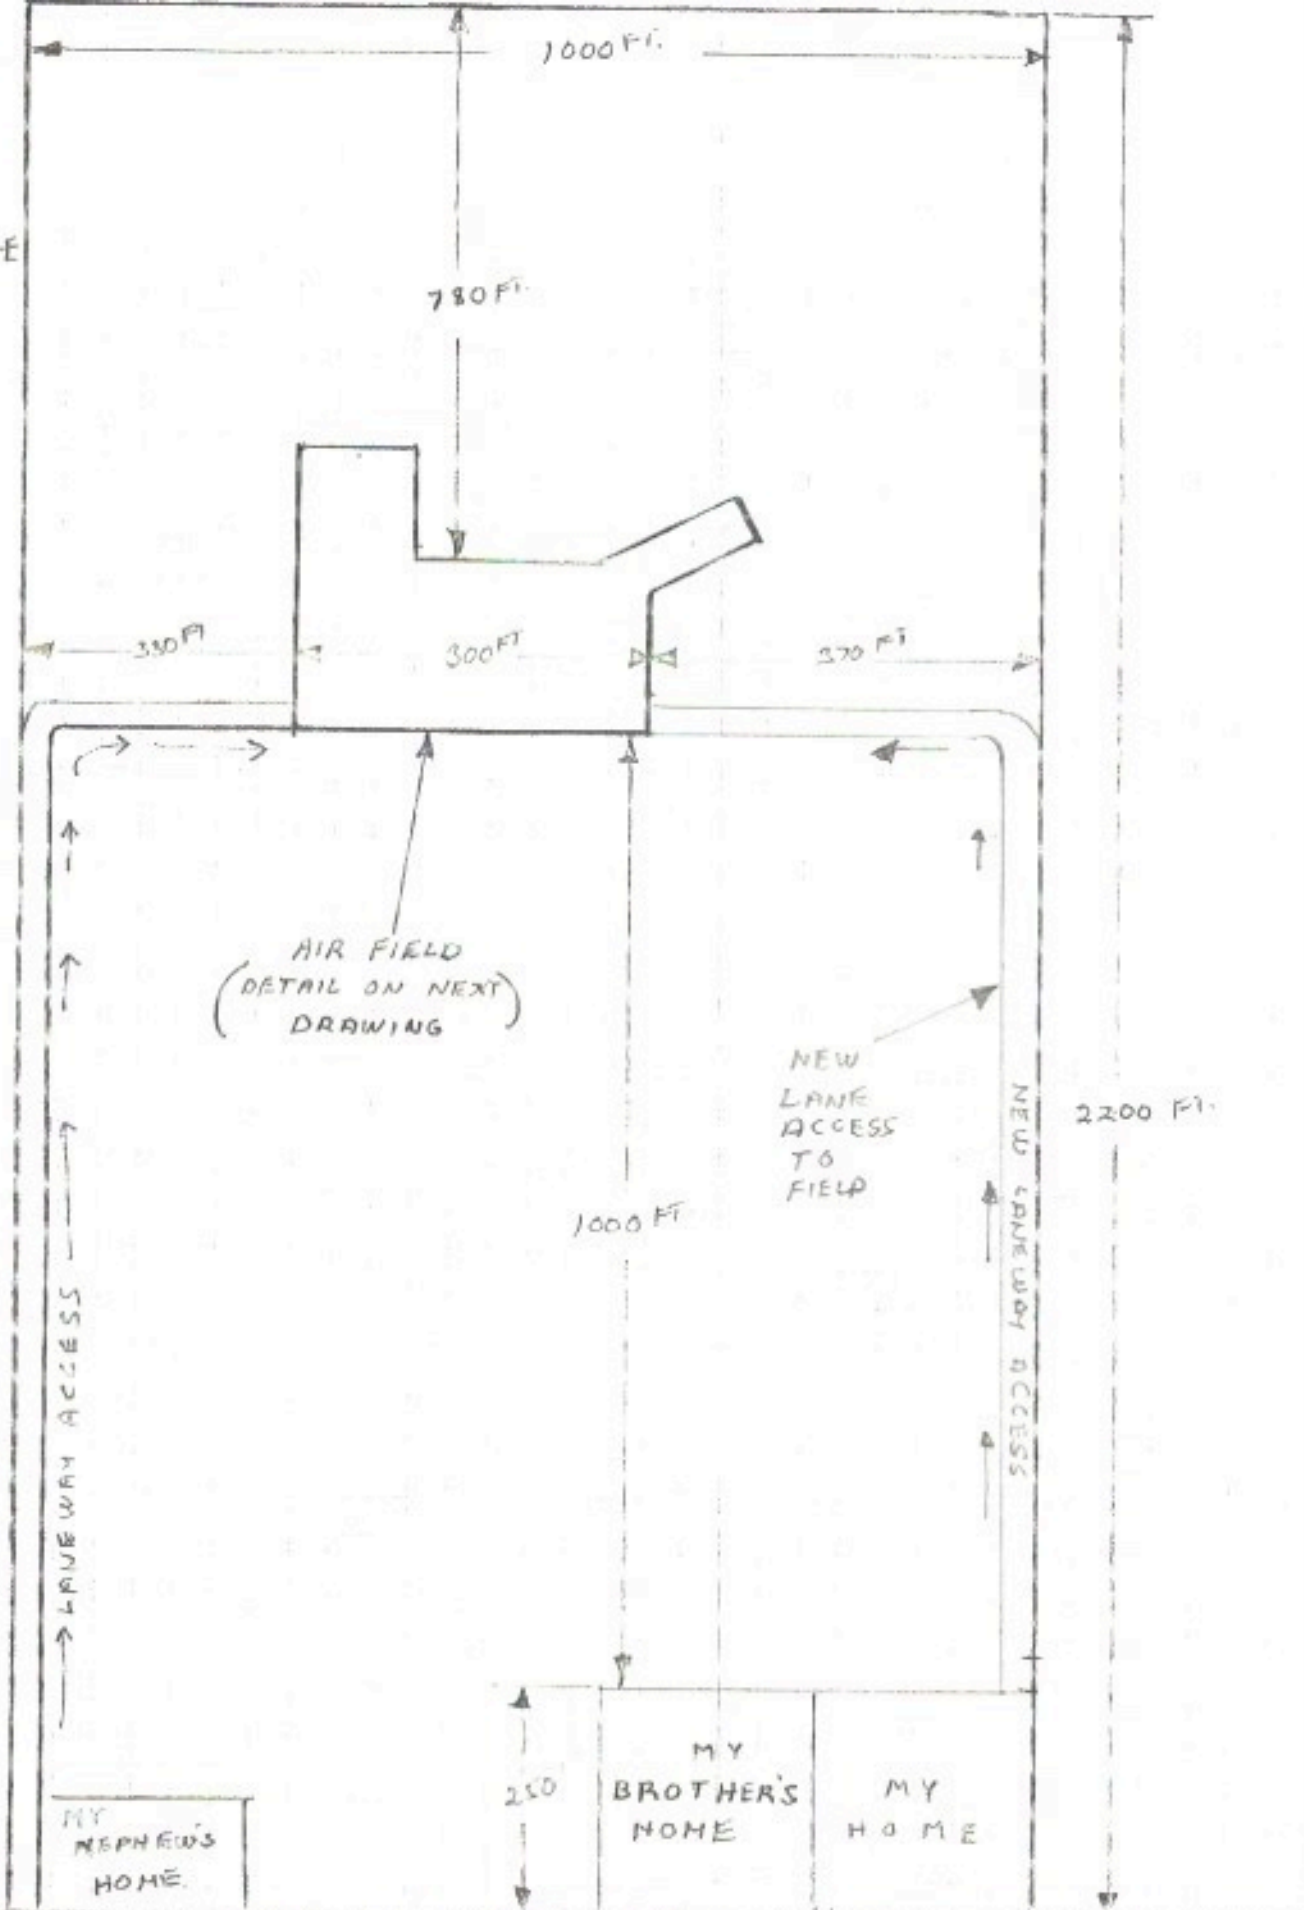 1000 FT.
E
780 FT.
330 FT
300 FT
370 FT
AIR FIELD
(DETAIL ON NEXT
DRAWING)
NEW
LANE
ACCESS
TO
FIELD
NEW LANEWAY ACCESS
2200 FT.
1000 FT
LANEWAY ACCESS
250
MY
BROTHER'S
HOME
MY
HOME
MY
NEPHEW'S
HOME.